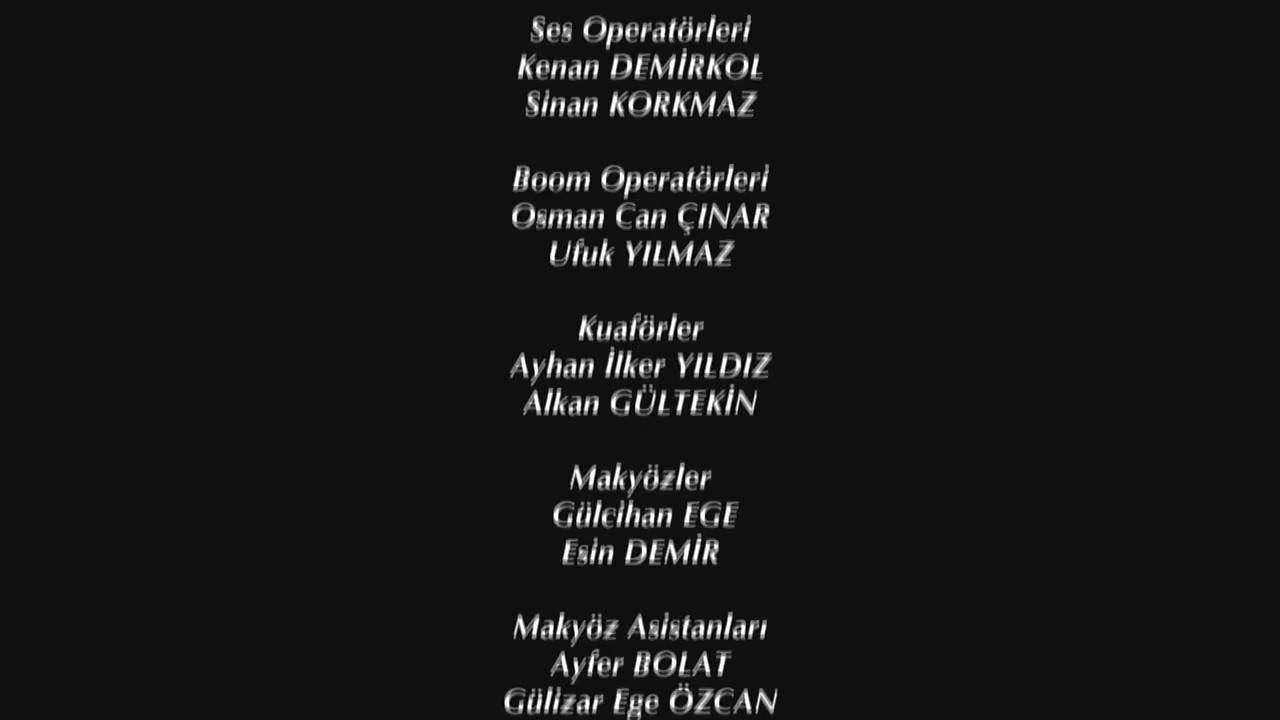 Ses Operatörleri
Kenan DEMİRKOL
Sinan KORKMAZ
Boom Operatörleri
Osman Can ÇINAR
Ufuk YILMAZ
Kuaförler
Ayhan İlker YILDIZ
Alkan GÜLTEKİN
Makyözler
Gülcihan EGE
Esin DEMİR
Makyöz Asistanları
Ayfer BOLAT
Gülizar Ege ÖZCAN